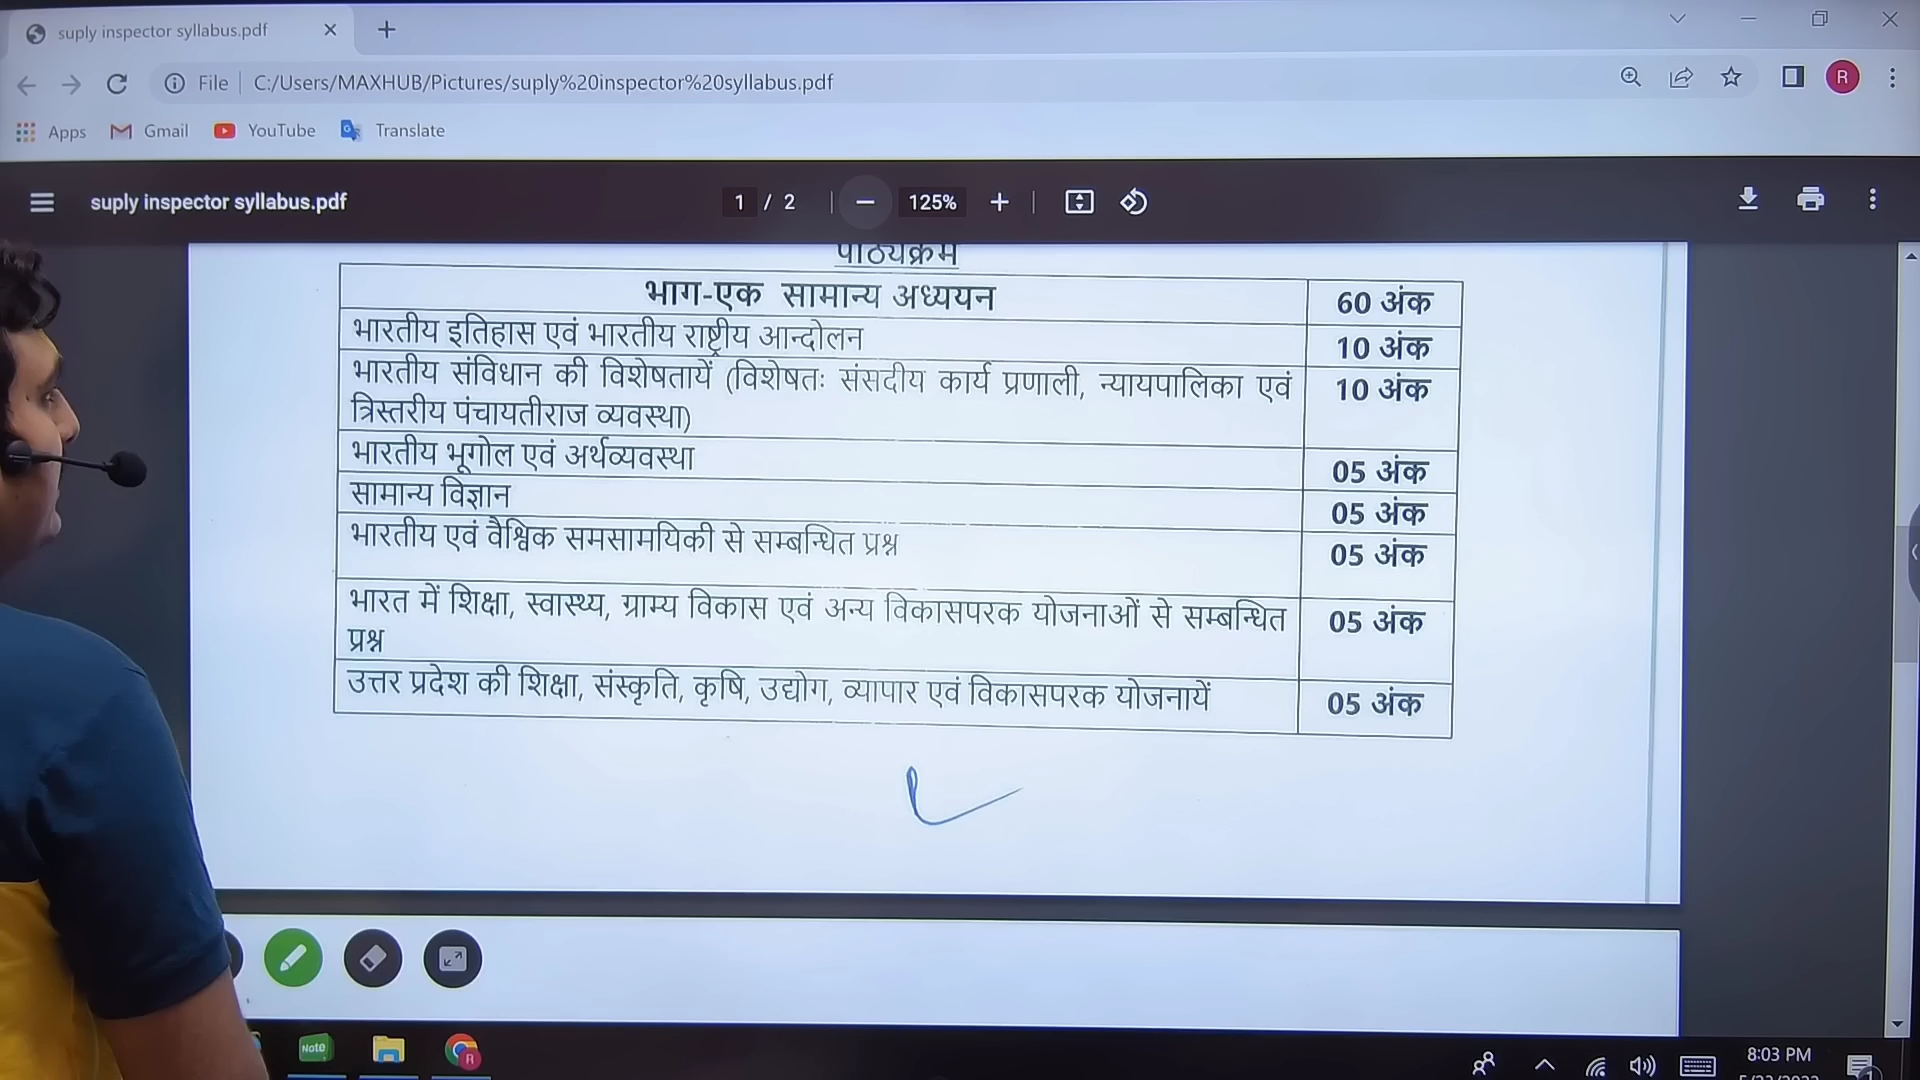 suply inspector syllabus.pdf
File C:/Users/MAXHUB/Pictures/suply%20inspector%20syllabus.pdf
R
Apps Gmail YouTube Translate
suply inspector syllabus.pdf 1 / 2 125%
पाठ्यक्रम
भाग-एक सामान्य अध्ययन 60 अंक
भारतीय इतिहास एवं भारतीय राष्ट्रीय आन्दोलन 10 अंक
भारतीय संविधान की विशेषतायें (विशेषतः संसदीय कार्य प्रणाली, न्यायपालिका एवं 10 अंक
त्रिस्तरीय पंचायतीराज व्यवस्था)
भारतीय भूगोल एवं अर्थव्यवस्था 05 अंक
सामान्य विज्ञान 05 अंक
भारतीय एवं वैश्विक समसामयिकी से सम्बन्धित प्रश्न 05 अंक
भारत में शिक्षा, स्वास्थ्य, ग्राम्य विकास एवं अन्य विकासपरक योजनाओं से सम्बन्धित 05 अंक
प्रश्न
उत्तर प्रदेश की शिक्षा, संस्कृति, कृषि, उद्योग, व्यापार एवं विकासपरक योजनायें 05 अंक
Note
R
8:03 PM